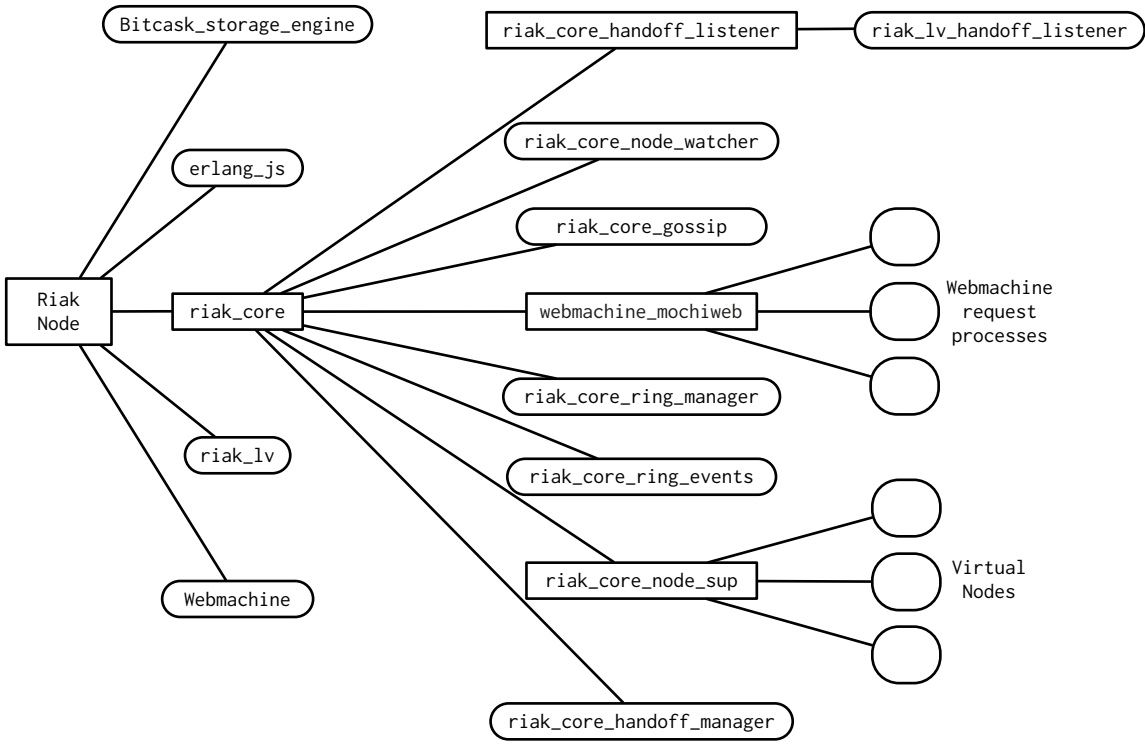 Bitcask_storage_engine
riak_core_handoff_listener
riak_lv_handoff_listener
riak_core_node_watcher
erlang_js
riak_core_gossip
Riak
Node
riak_core
webmachine_mochiweb
Webmachine
request
processes
riak_core_ring_manager
riak_lv
riak_core_ring_events
riak_core_node_sup
Virtual
Nodes
Webmachine
riak_core_handoff_manager